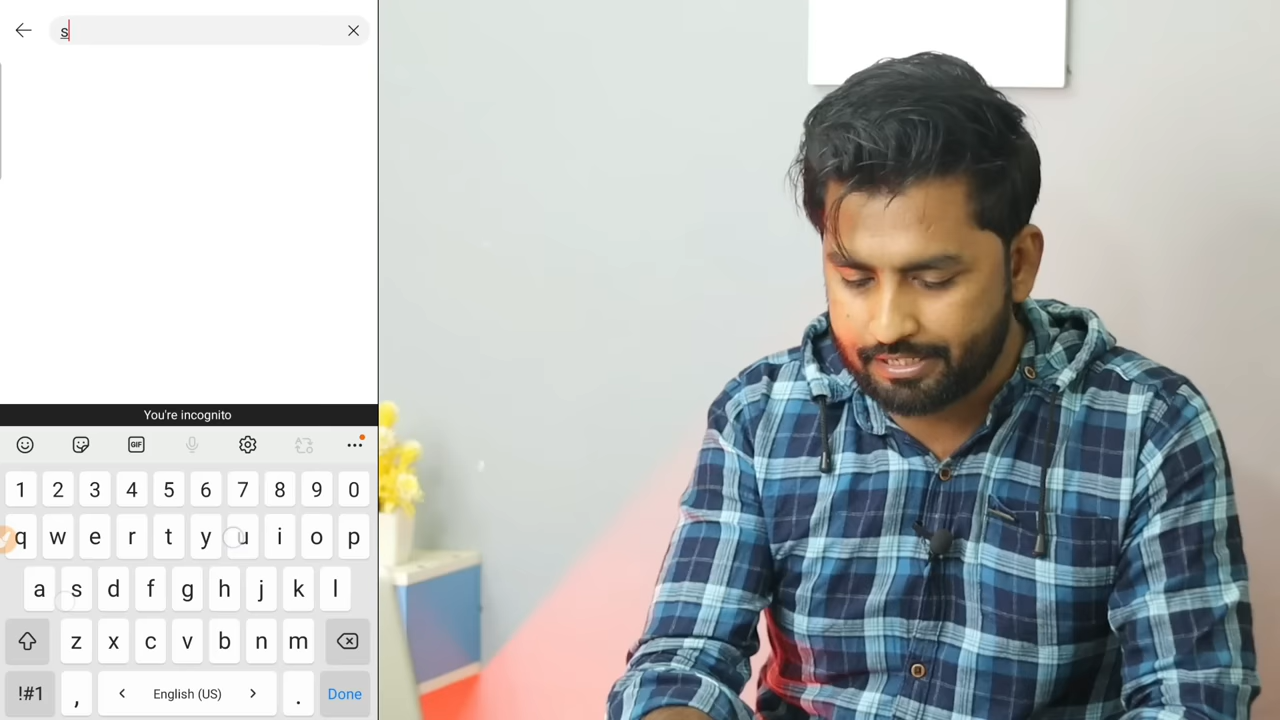 s
You're incognito
GIF
1 2 3 4 5 6 7 8 9 0
q w e r t y u i o p
a s d f g h j k l
z x c v b n m
!#1 , < English (US) > . Done